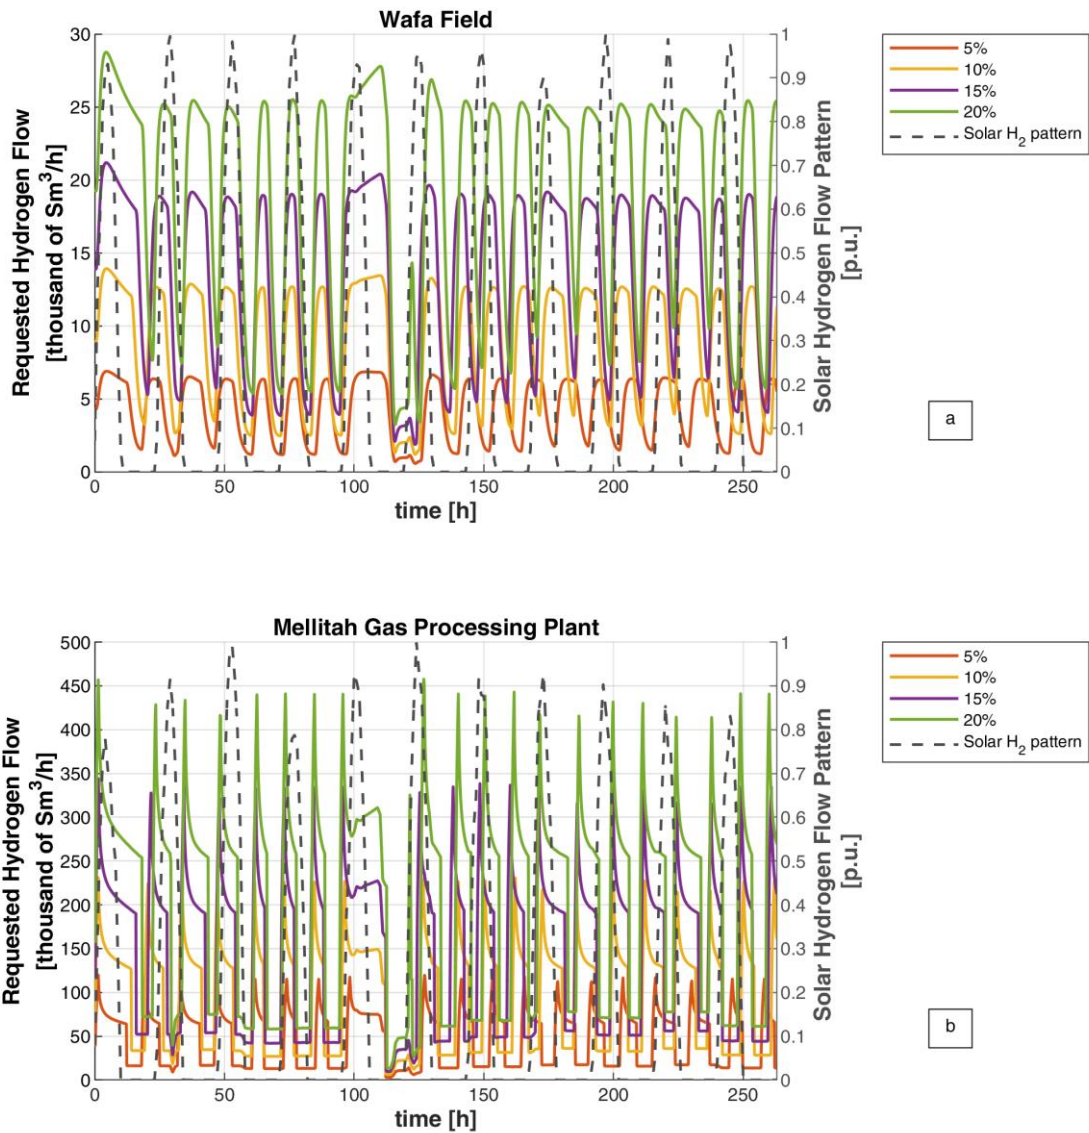 Wafa Field
30
25
20
15
10
5
0
Requested Hydrogen Flow
[thousand of Sm³/h]
1
0.9
0.8
0.7
0.6
0.5
0.4
0.3
0.2
0.1
0
Solar Hydrogen Flow Pattern
[p.u.]
0 50 100 150 200 250
time [h]
5%
10%
15%
20%
Solar H₂ pattern
a
Mellitah Gas Processing Plant
500
450
400
350
300
250
200
150
100
50
0
Requested Hydrogen Flow
[thousand of Sm³/h]
1
0.9
0.8
0.7
0.6
0.5
0.4
0.3
0.2
0.1
0
Solar Hydrogen Flow Pattern
[p.u.]
0 50 100 150 200 250
time [h]
5%
10%
15%
20%
Solar H₂ pattern
b